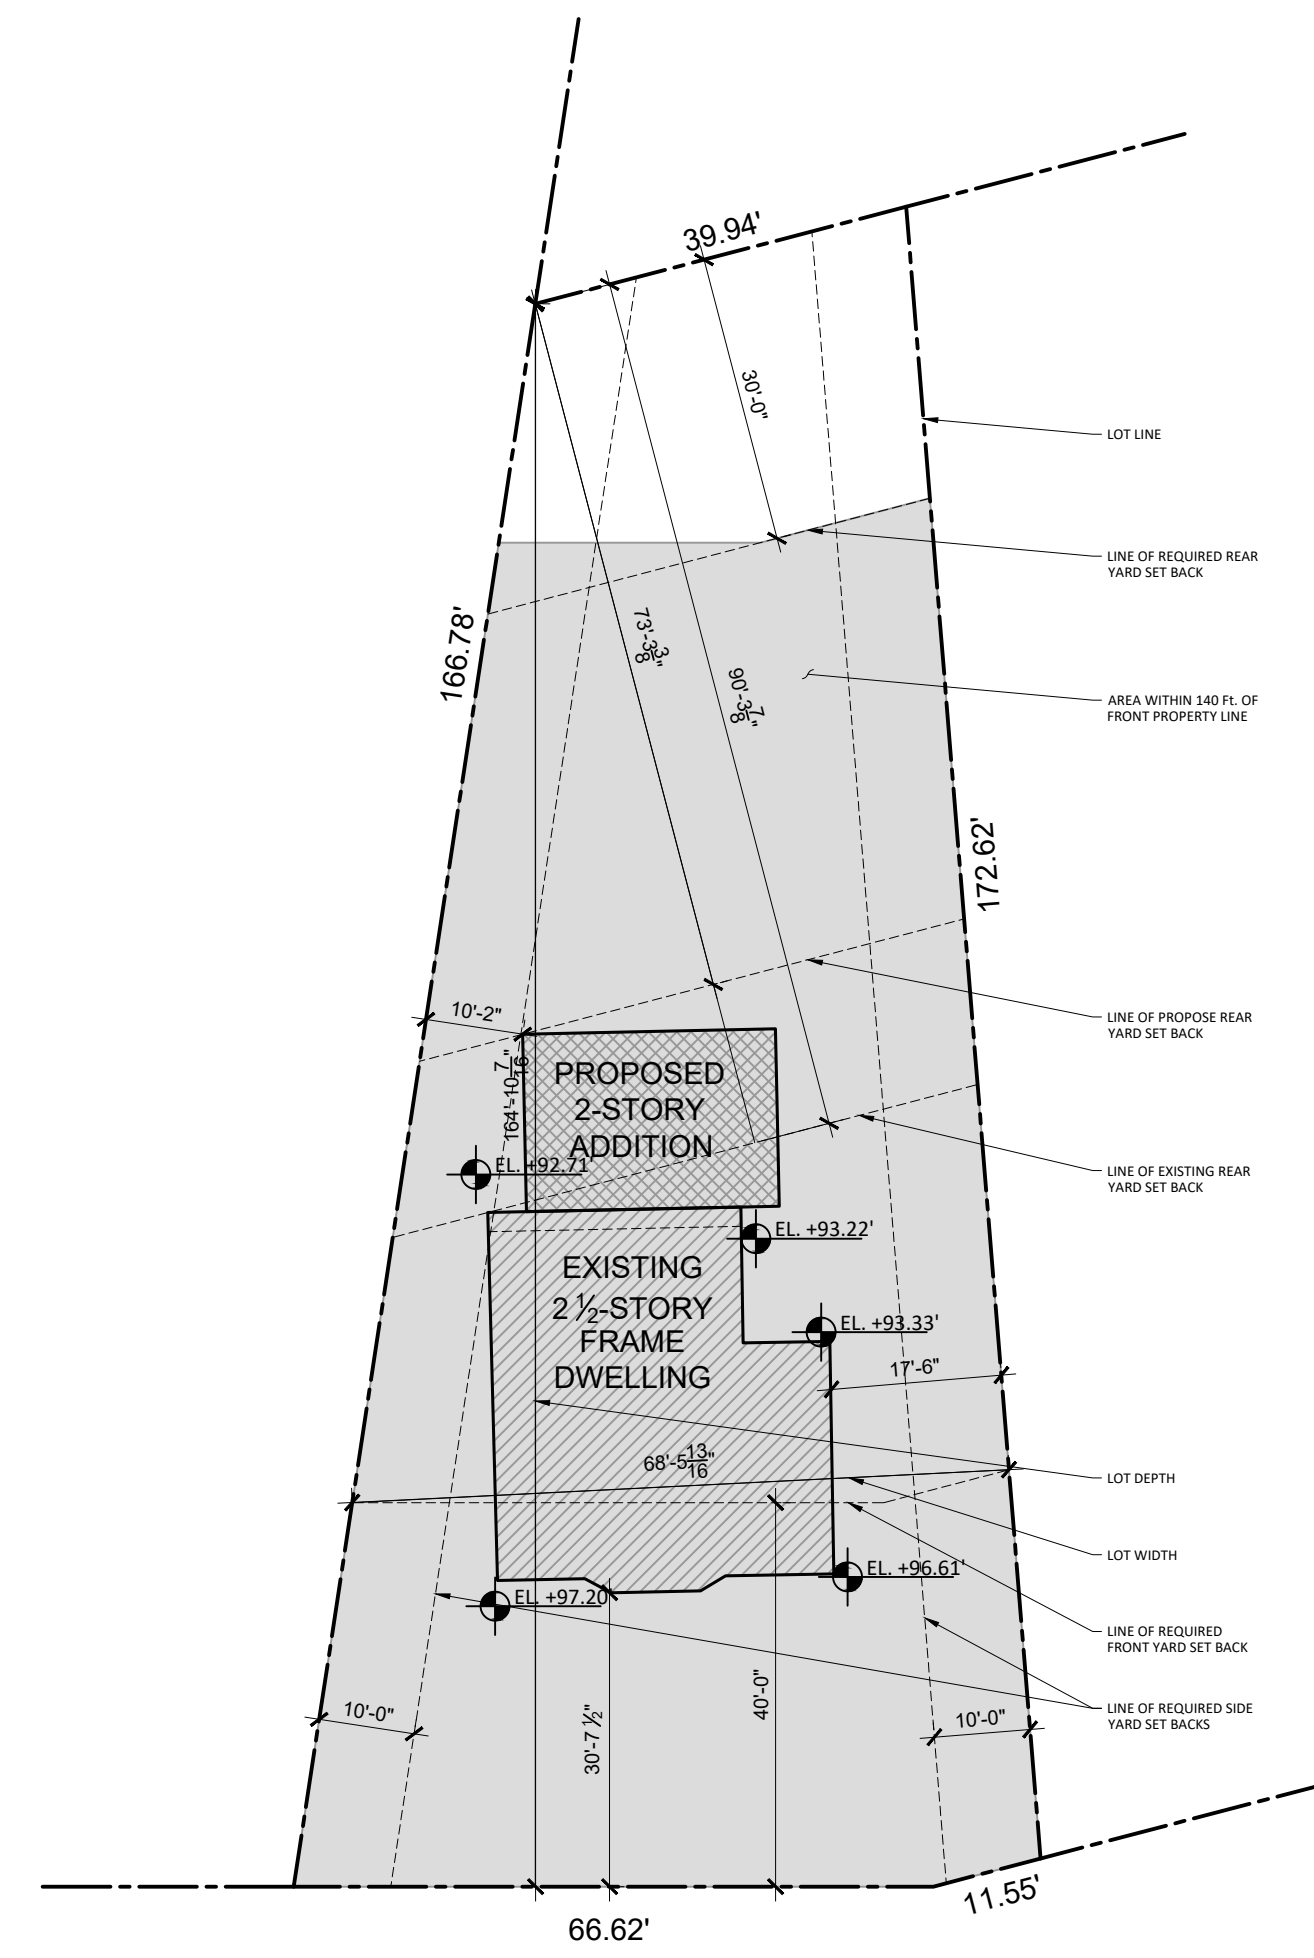 39.94'
30'-0"
LOT LINE
LINE OF REQUIRED REAR
YARD SET BACK
166.78'
73'-3 3/8"
90'-3 7/8"
AREA WITHIN 140 Ft. OF
FRONT PROPERTY LINE
172.62'
10'-2"
LINE OF PROPOSE REAR
YARD SET BACK
164'-10 7/16"
PROPOSED
2-STORY
ADDITION
EL. +92.71'
LINE OF EXISTING REAR
YARD SET BACK
EL. +93.22'
EXISTING
2 ½-STORY
FRAME
DWELLING
EL. +93.33'
17'-6"
68'-5 13/16"
LOT DEPTH
LOT WIDTH
EL. +96.61'
EL. +97.20
LINE OF REQUIRED
FRONT YARD SET BACK
10'-0"
30'-7 ½"
40'-0"
10'-0"
LINE OF REQUIRED SIDE
YARD SET BACKS
11.55'
66.62'